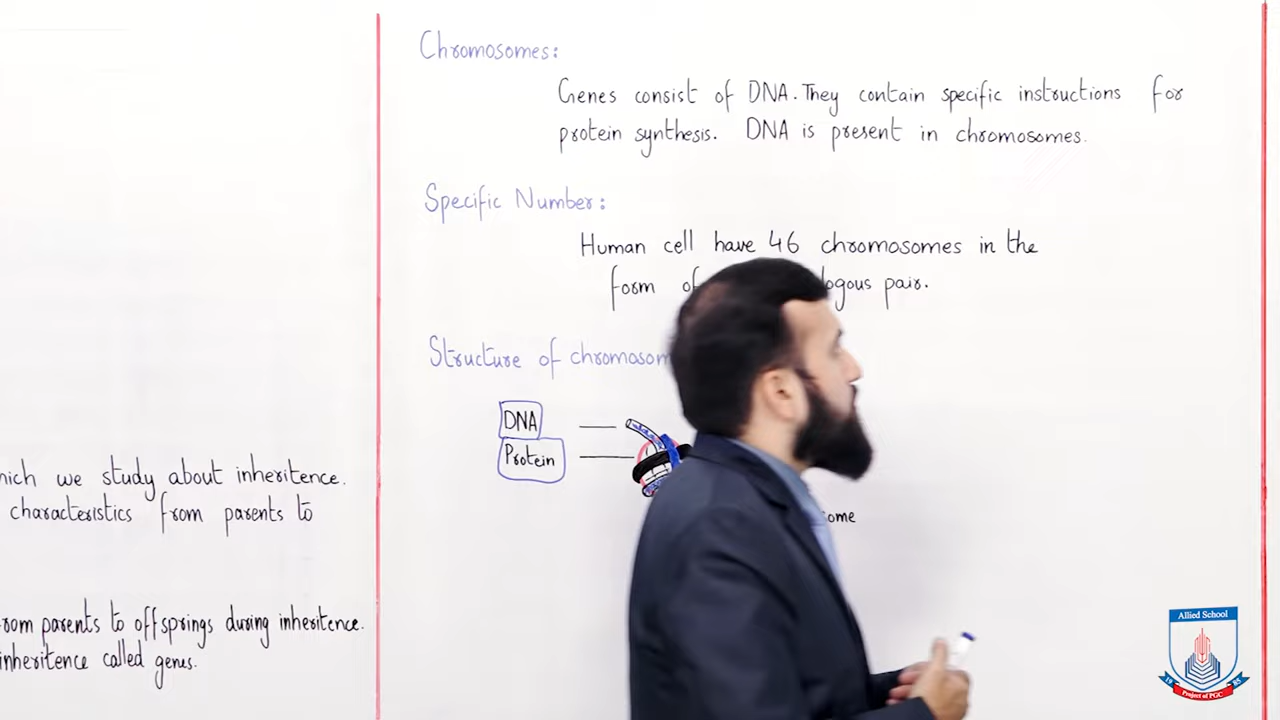 hich we study about inheritence.
characteristics from parents to
rom parents to offsprings during inheritence.
inheritence called genes.
Chromosomes:
Genes consist of DNA. They contain specific instructions for
protein synthesis. DNA is present in chromosomes.
Specific Number:
Human cell have 46 chromosomes in the
form of ogous pair.
Structure of chromosom
DNA
Protein
ome
Allied School
1985
Project of PGC